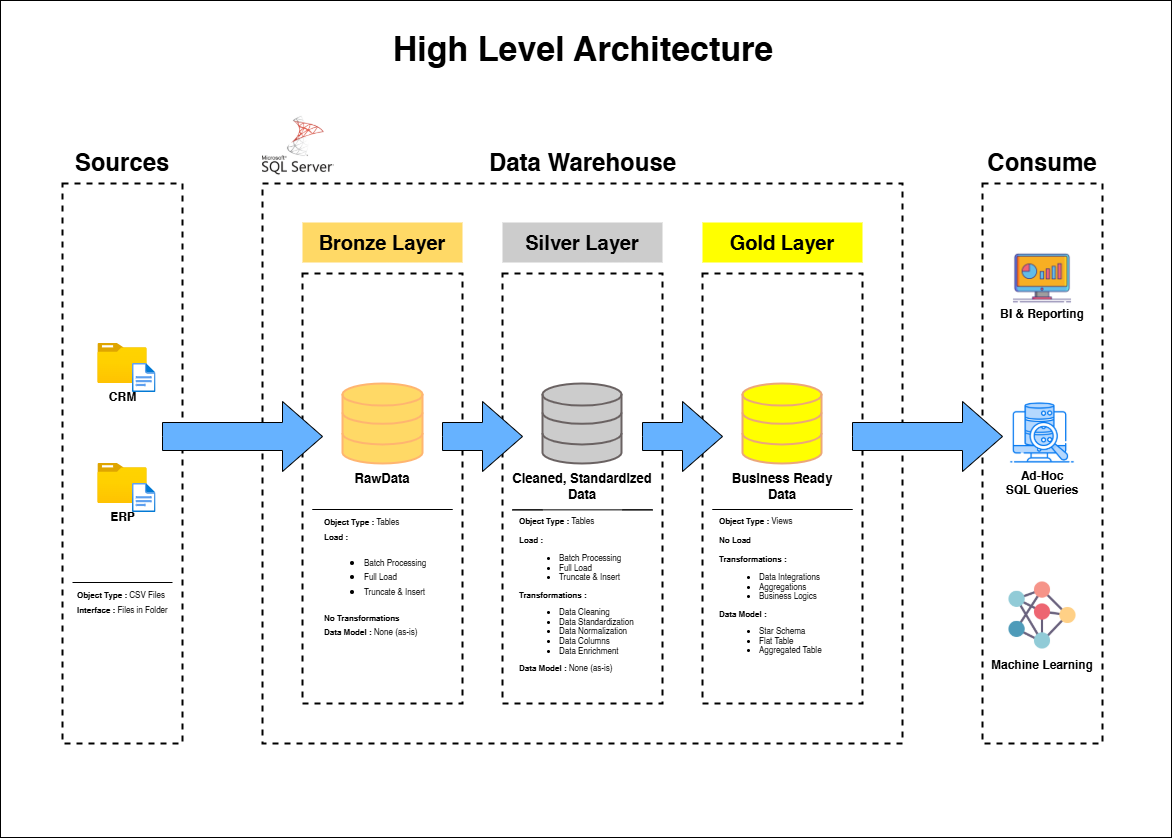 High Level Architecture
Sources
Microsoft®
SQL Server®
Data Warehouse
Consume
CRM
ERP
Object Type : CSV Files
Interface : Files in Folder
Bronze Layer
RawData
Object Type : Tables
Load :
Batch Processing
Full Load
Truncate & Insert
No Transformations
Data Model : None (as-is)
Silver Layer
Cleaned, Standardized
Data
Object Type : Tables
Load :
Batch Processing
Full Load
Truncate & Insert
Transformations :
Data Cleaning
Data Standardization
Data Normalization
Data Columns
Data Enrichment
Data Model : None (as-is)
Gold Layer
Business Ready
Data
Object Type : Views
No Load
Transformations :
Data Integrations
Aggregations
Business Logics
Data Model :
Star Schema
Flat Table
Aggregated Table
BI & Reporting
Ad-Hoc
SQL Queries
Machine Learning